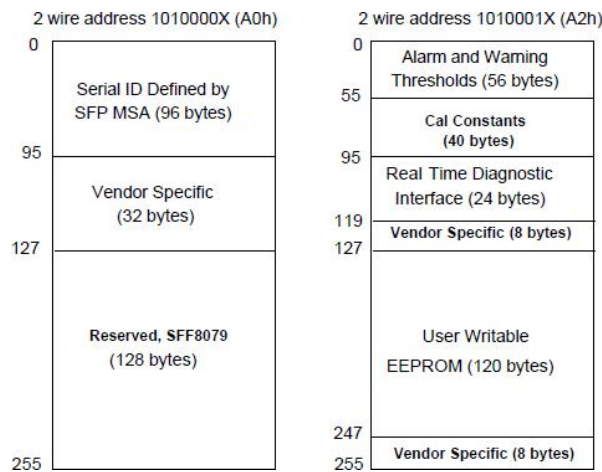 2 wire address 1010000X (A0h)
0
Serial ID Defined by
SFP MSA (96 bytes)
95
Vendor Specific
(32 bytes)
127
Reserved, SFF8079
(128 bytes)
255
2 wire address 1010001X (A2h)
0
Alarm and Warning
Thresholds (56 bytes)
55
Cal Constants
(40 bytes)
95
Real Time Diagnostic
Interface (24 bytes)
119
Vendor Specific (8 bytes)
127
User Writable
EEPROM (120 bytes)
247
Vendor Specific (8 bytes)
255